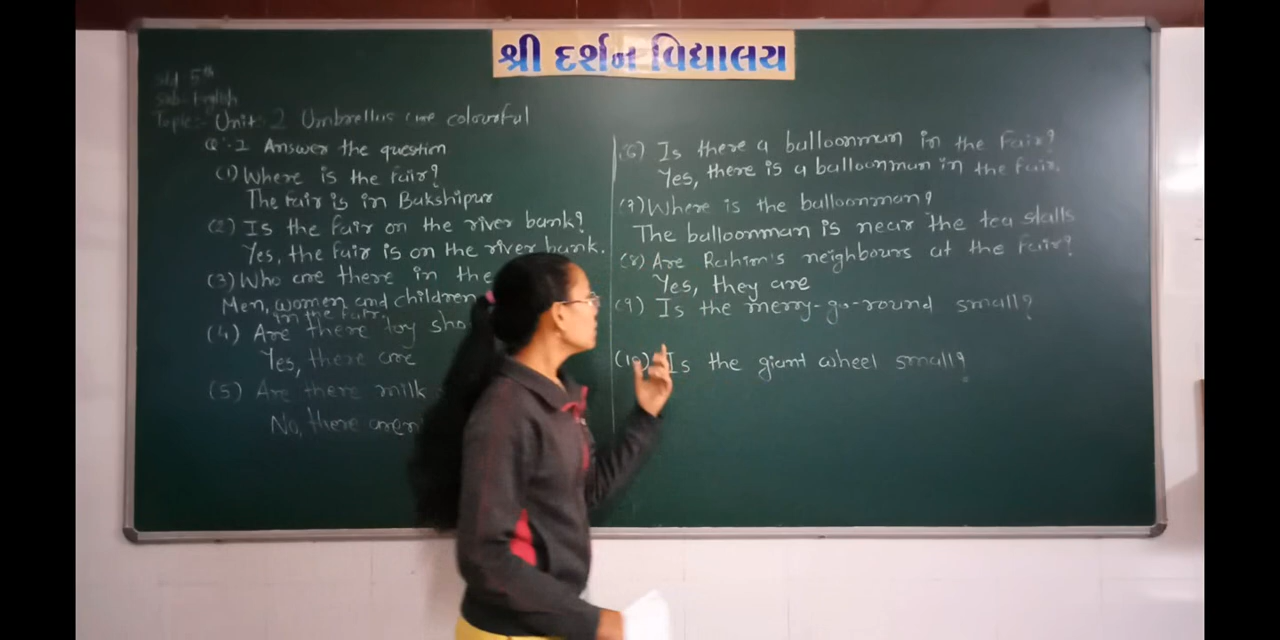 શ્રી દર્શન વિદ્યાલય
Std 5th
Sub:- English
Topic:- Unit:- 2 Umbrellas are colourful
Q:-1 Answer the question
(1) Where is the fair?
The fair is in Bakshipur
(2) Is the fair on the river bank?
Yes, the fair is on the river bank.
(3) Who are there in the
Men, women and children
in the fair.
(4) Are there toy sho
Yes, there are
(5) Are there milk
No, there aren
(6) Is there a balloonman in the fair?
Yes, there is a balloonman in the fair.
(7) Where is the balloonman?
The balloonman is near the tea stalls
(8) Are Rahim's neighbours at the fair?
Yes, they are
(9) Is the merry-go-round small?
(10) Is the giant wheel small?